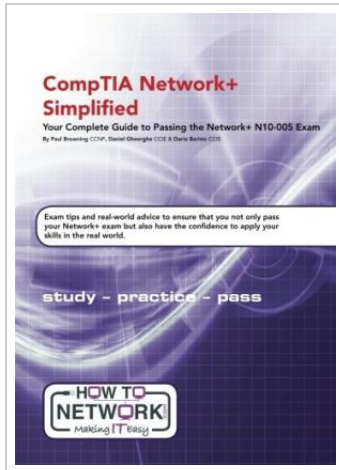 CompTIA Network+
Simplified
Your Complete Guide to Passing the Network+ N10-005 Exam
By Paul Browning CCNP, Daniel Gheorghe CCIE & Dario Barinic CCIE
Exam tips and real-world advice to ensure that you not only pass
your Network+ exam but also have the confidence to apply your
skills in the real world.
study – practice – pass
HOW TO
NETWORK.com
Making IT Easy